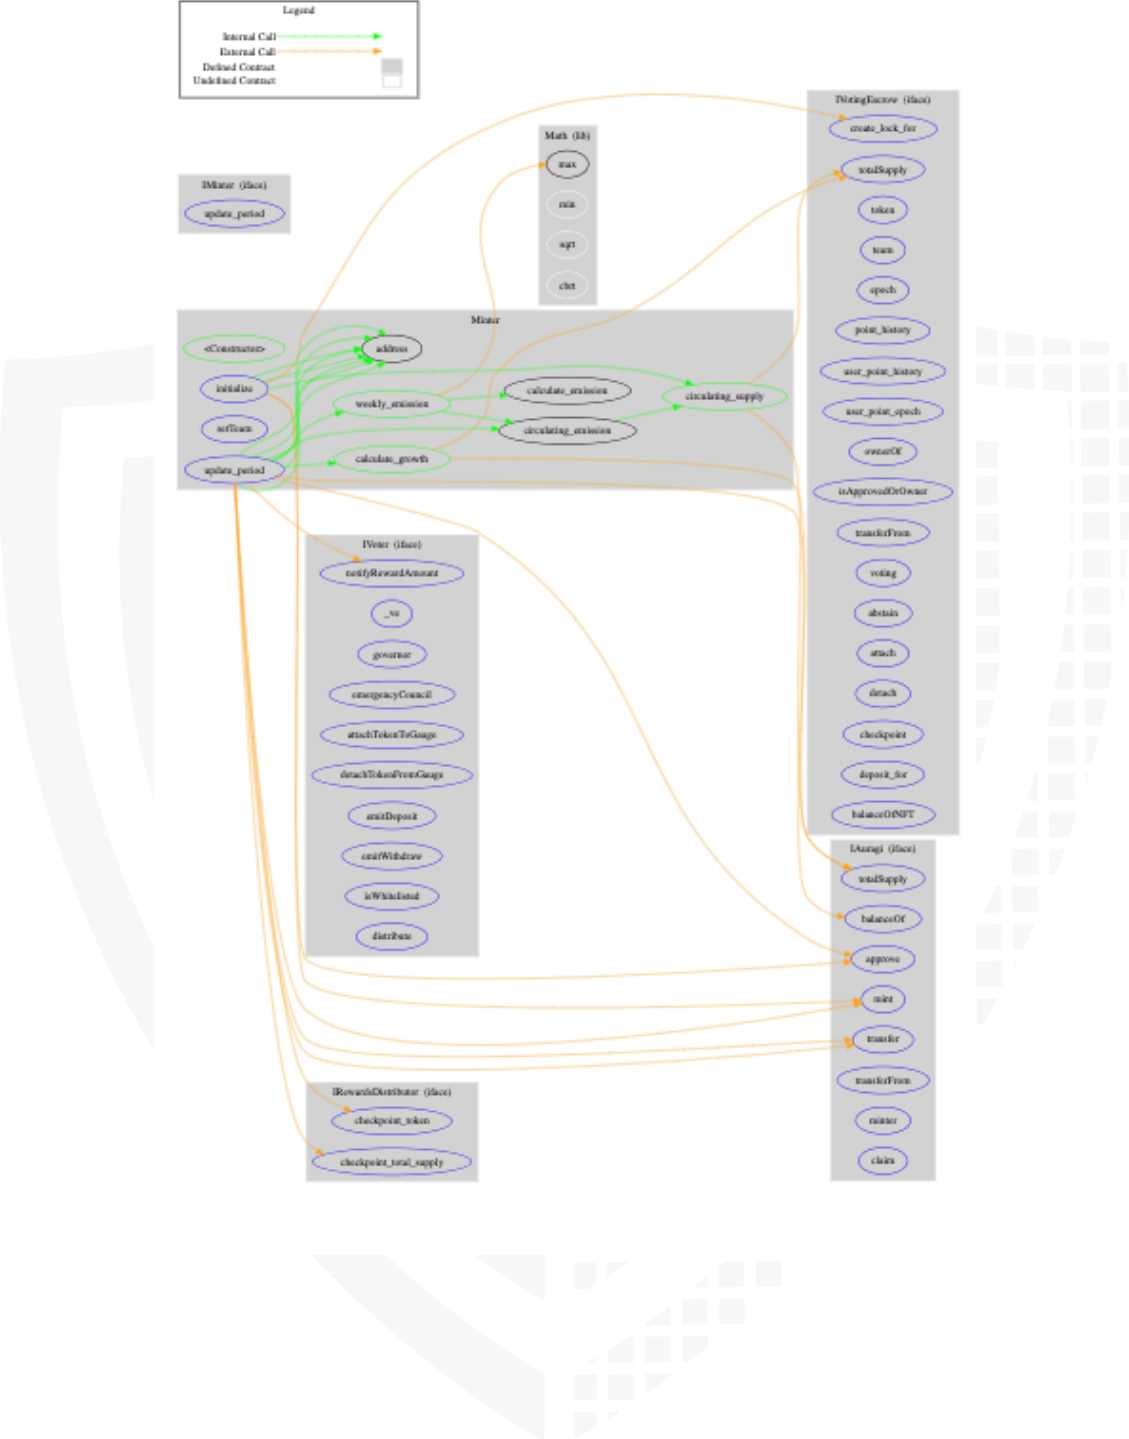 Legend
Internal Call
External Call
Defined Contract
Undefined Contract
IVotingEscrow (iface)
create_lock_for
totalSupply
token
team
epoch
point_history
user_point_history
user_point_epoch
ownerOf
isApprovedOrOwner
transferFrom
voting
abstain
attach
detach
checkpoint
deposit_for
balanceOfNFT
Math (lib)
max
min
sqrt
cbrt
IMinter (iface)
update_period
Minter
<Constructor>
address
initialize
weekly_emission
calculate_emission
circulating_supply
setTeam
circulating_emission
update_period
calculate_growth
IVoter (iface)
notifyRewardAmount
_ve
governor
emergencyCouncil
attachTokenToGauge
detachTokenFromGauge
emitDeposit
emitWithdraw
isWhitelisted
distribute
IAuragi (iface)
totalSupply
balanceOf
approve
mint
transfer
transferFrom
minter
claim
IRewardsDistributor (iface)
checkpoint_token
checkpoint_total_supply